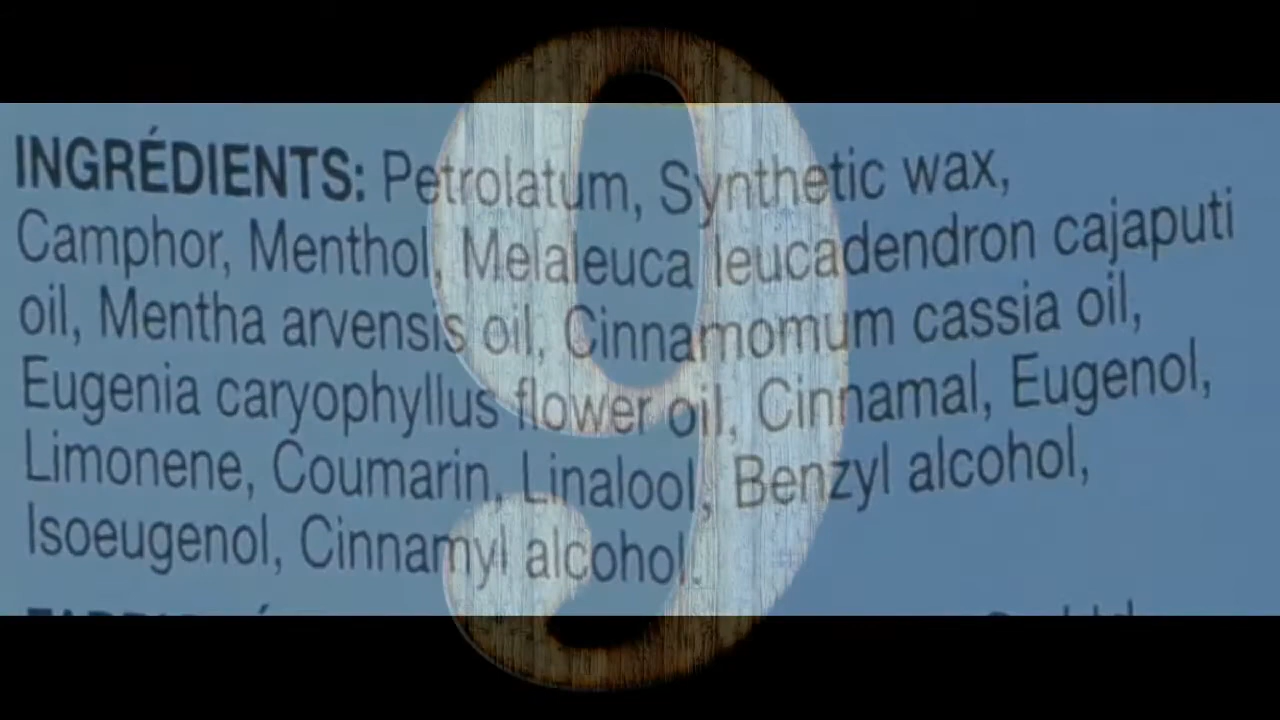 INGRÉDIENTS: Petrolatum, Synthetic wax,
Camphor, Menthol, Melaleuca leucadendron cajaputi
oil, Mentha arvensis oil, Cinnamomum cassia oil,
Eugenia caryophyllus flower oil, Cinnamal, Eugenol,
Limonene, Coumarin, Linalool, Benzyl alcohol,
Isoeugenol, Cinnamyl alcohol.
9